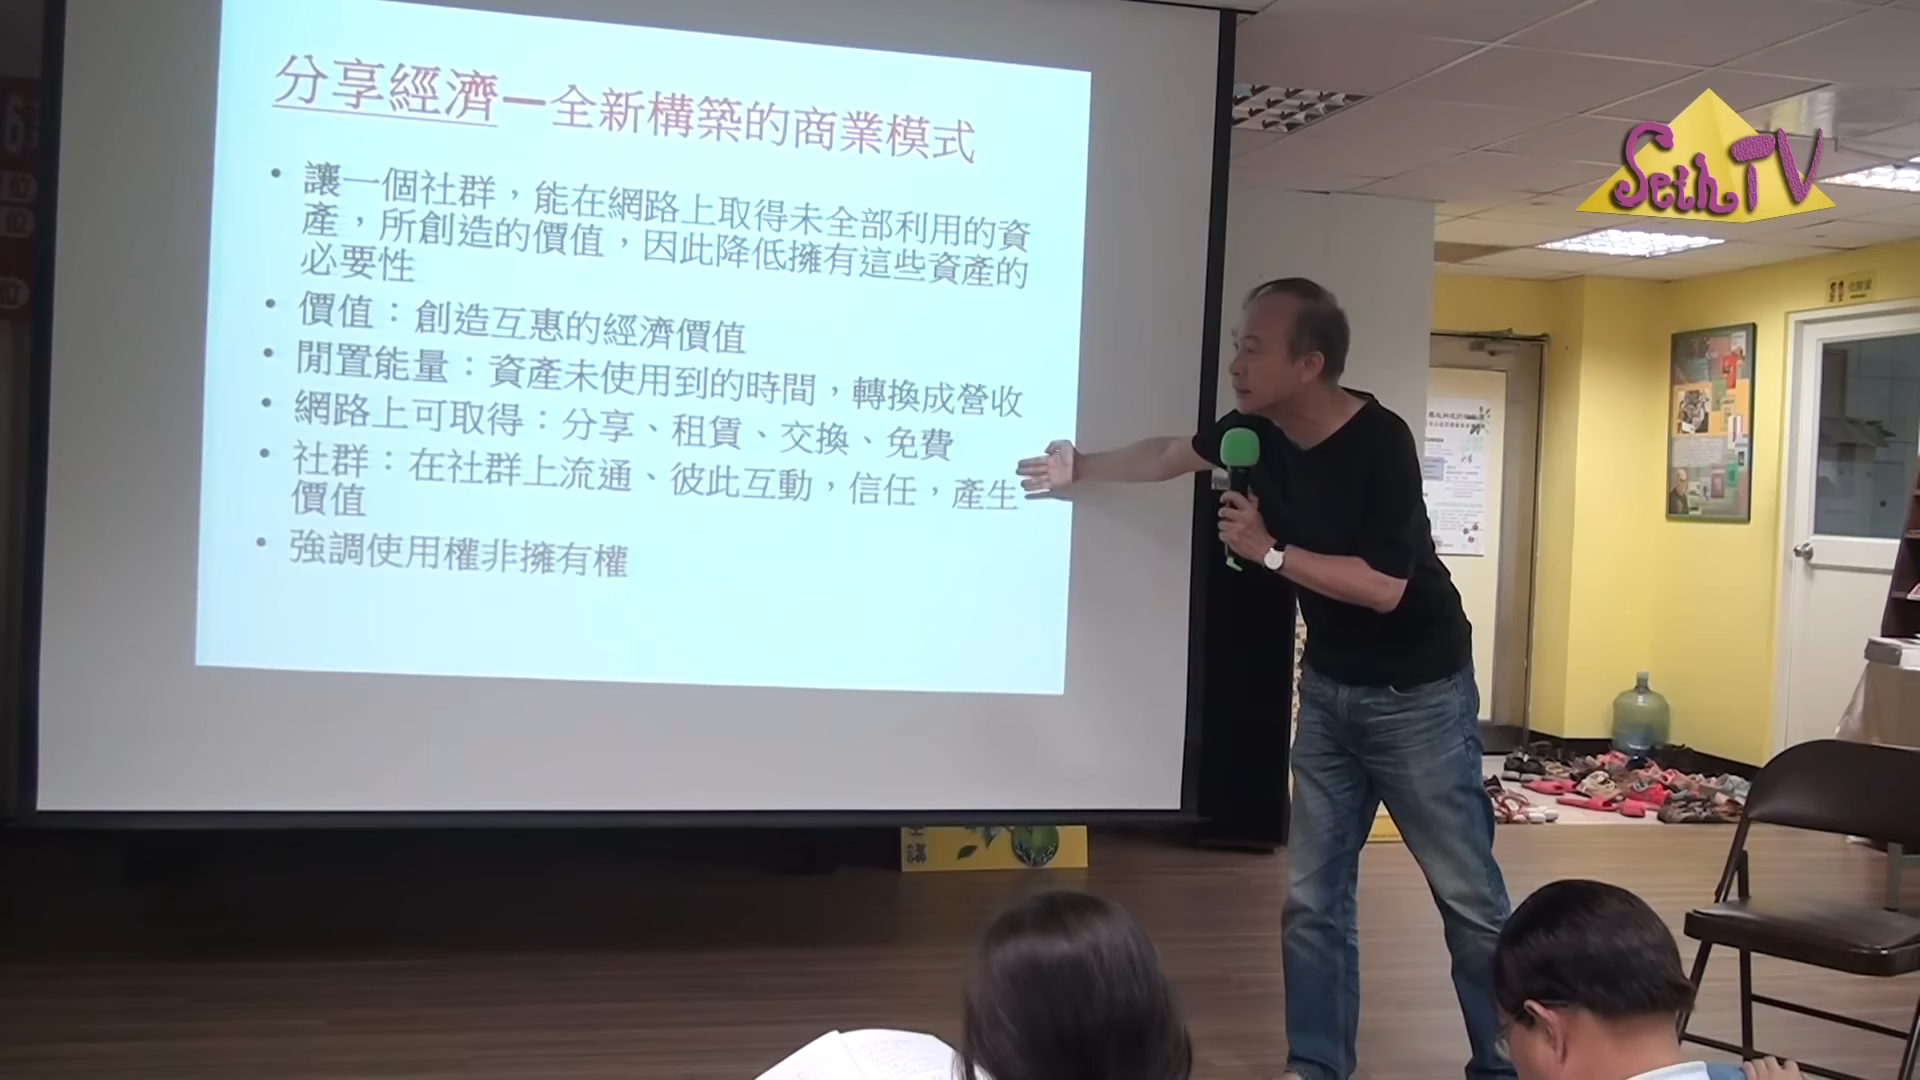 分享經濟—全新構築的商業模式
• 讓一個社群，能在網路上取得未全部利用的資
產，所創造的價值，因此降低擁有這些資產的
必要性
• 價值：創造互惠的經濟價值
• 閒置能量：資產未使用到的時間，轉換成營收
• 網路上可取得：分享、租賃、交換、免費
• 社群：在社群上流通、彼此互動，信任，產生
價值
• 強調使用權非擁有權
Seth TV